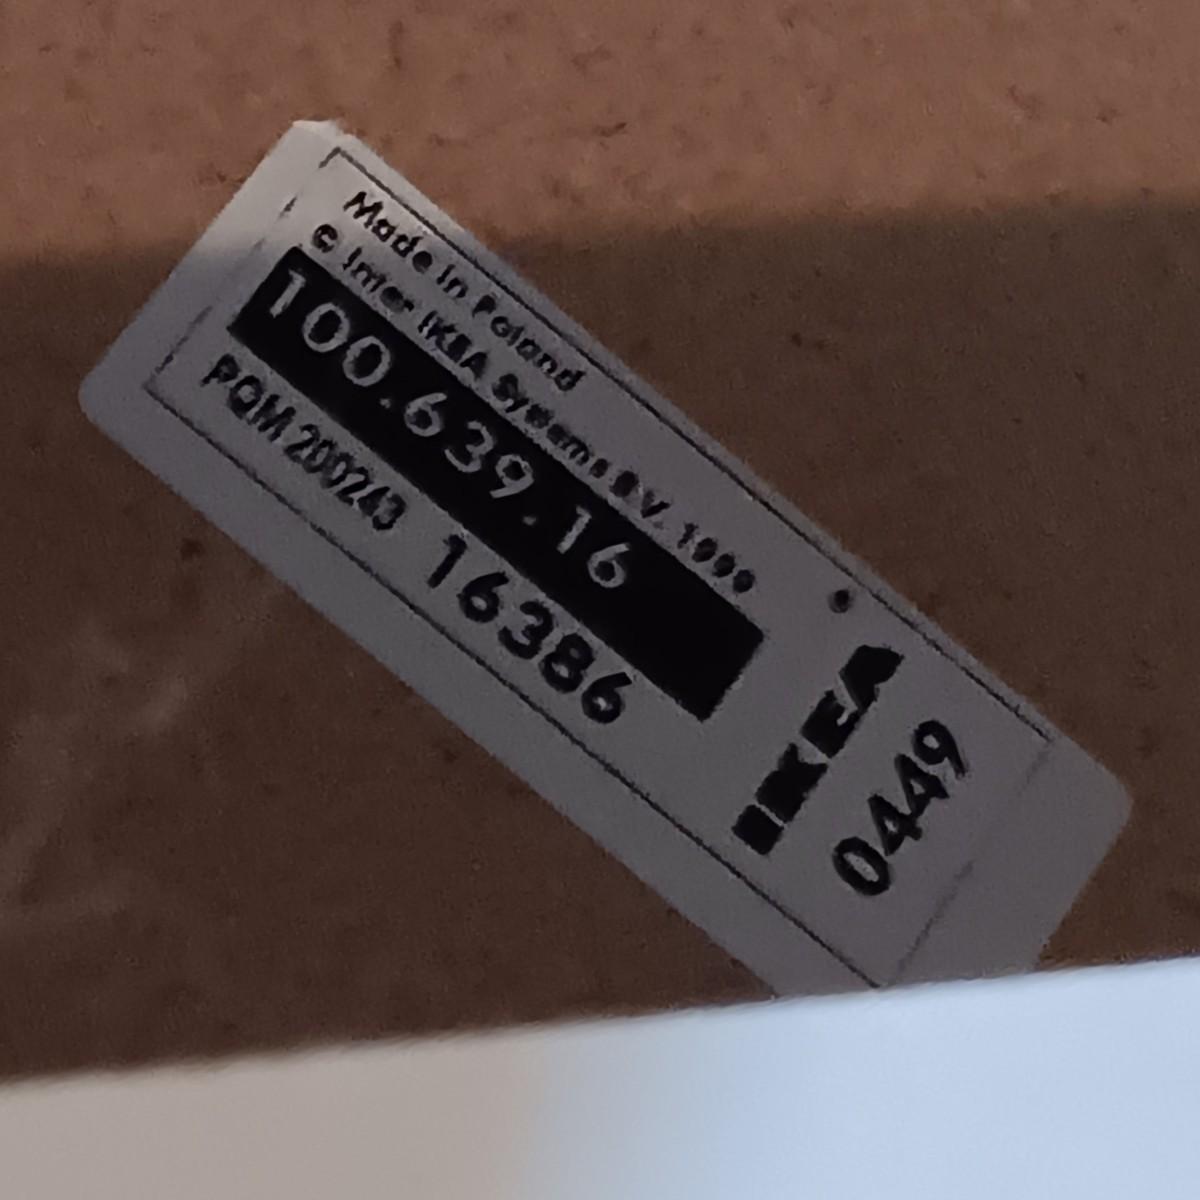 Made in Poland
© Inter IKEA Systems B.V. 1999
100.639.16
PQM 200243 16386
IKEA
0449